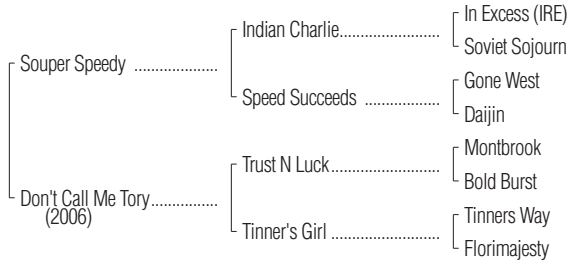 In Excess (IRE)
Indian Charlie....................
Soviet Sojourn
Souper Speedy .................
Gone West
Speed Succeeds ...............
Daijin
Montbrook
Trust N Luck......................
Bold Burst
Don't Call Me Tory..............
(2006)
Tinners Way
Tinner's Girl ......................
Florimajesty